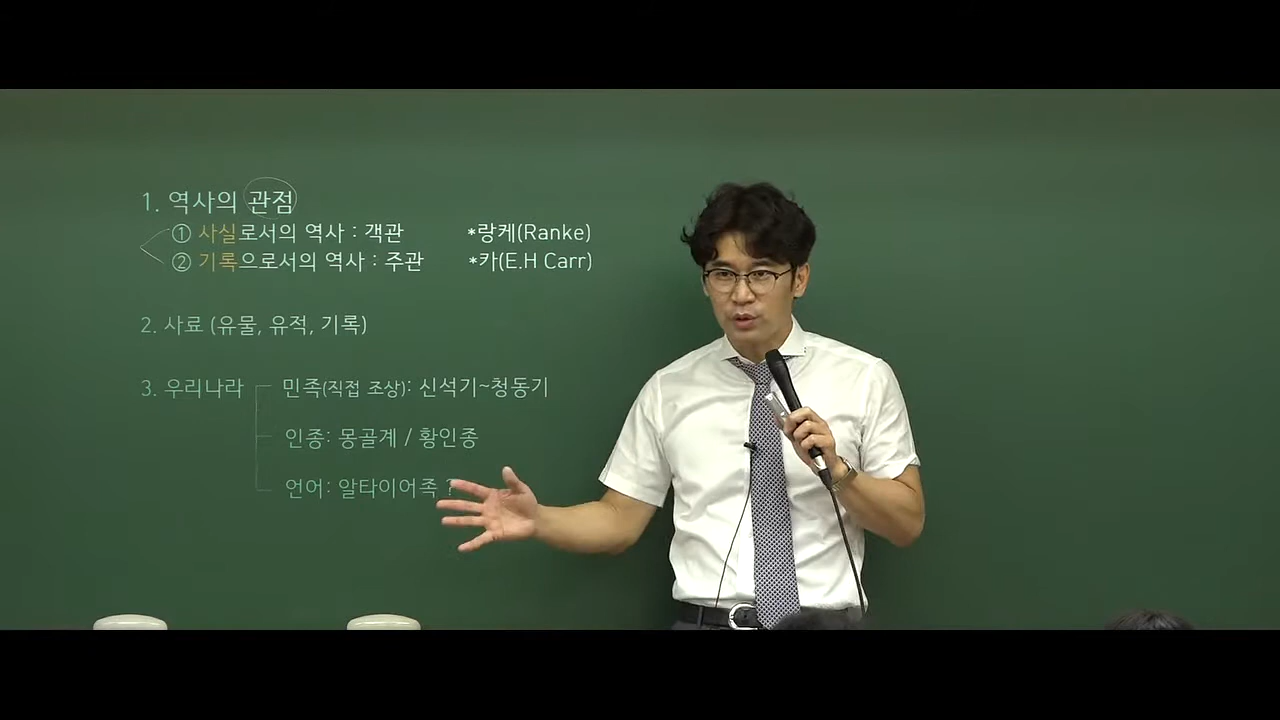 1. 역사의 관점
① 사실로서의 역사 : 객관 *랑케(Ranke)
② 기록으로서의 역사 : 주관 *카(E.H Carr)
2. 사료 (유물, 유적, 기록)
3. 우리나라 민족(직접 조상): 신석기~청동기
인종: 몽골계 / 황인종
언어: 알타이어족 ?